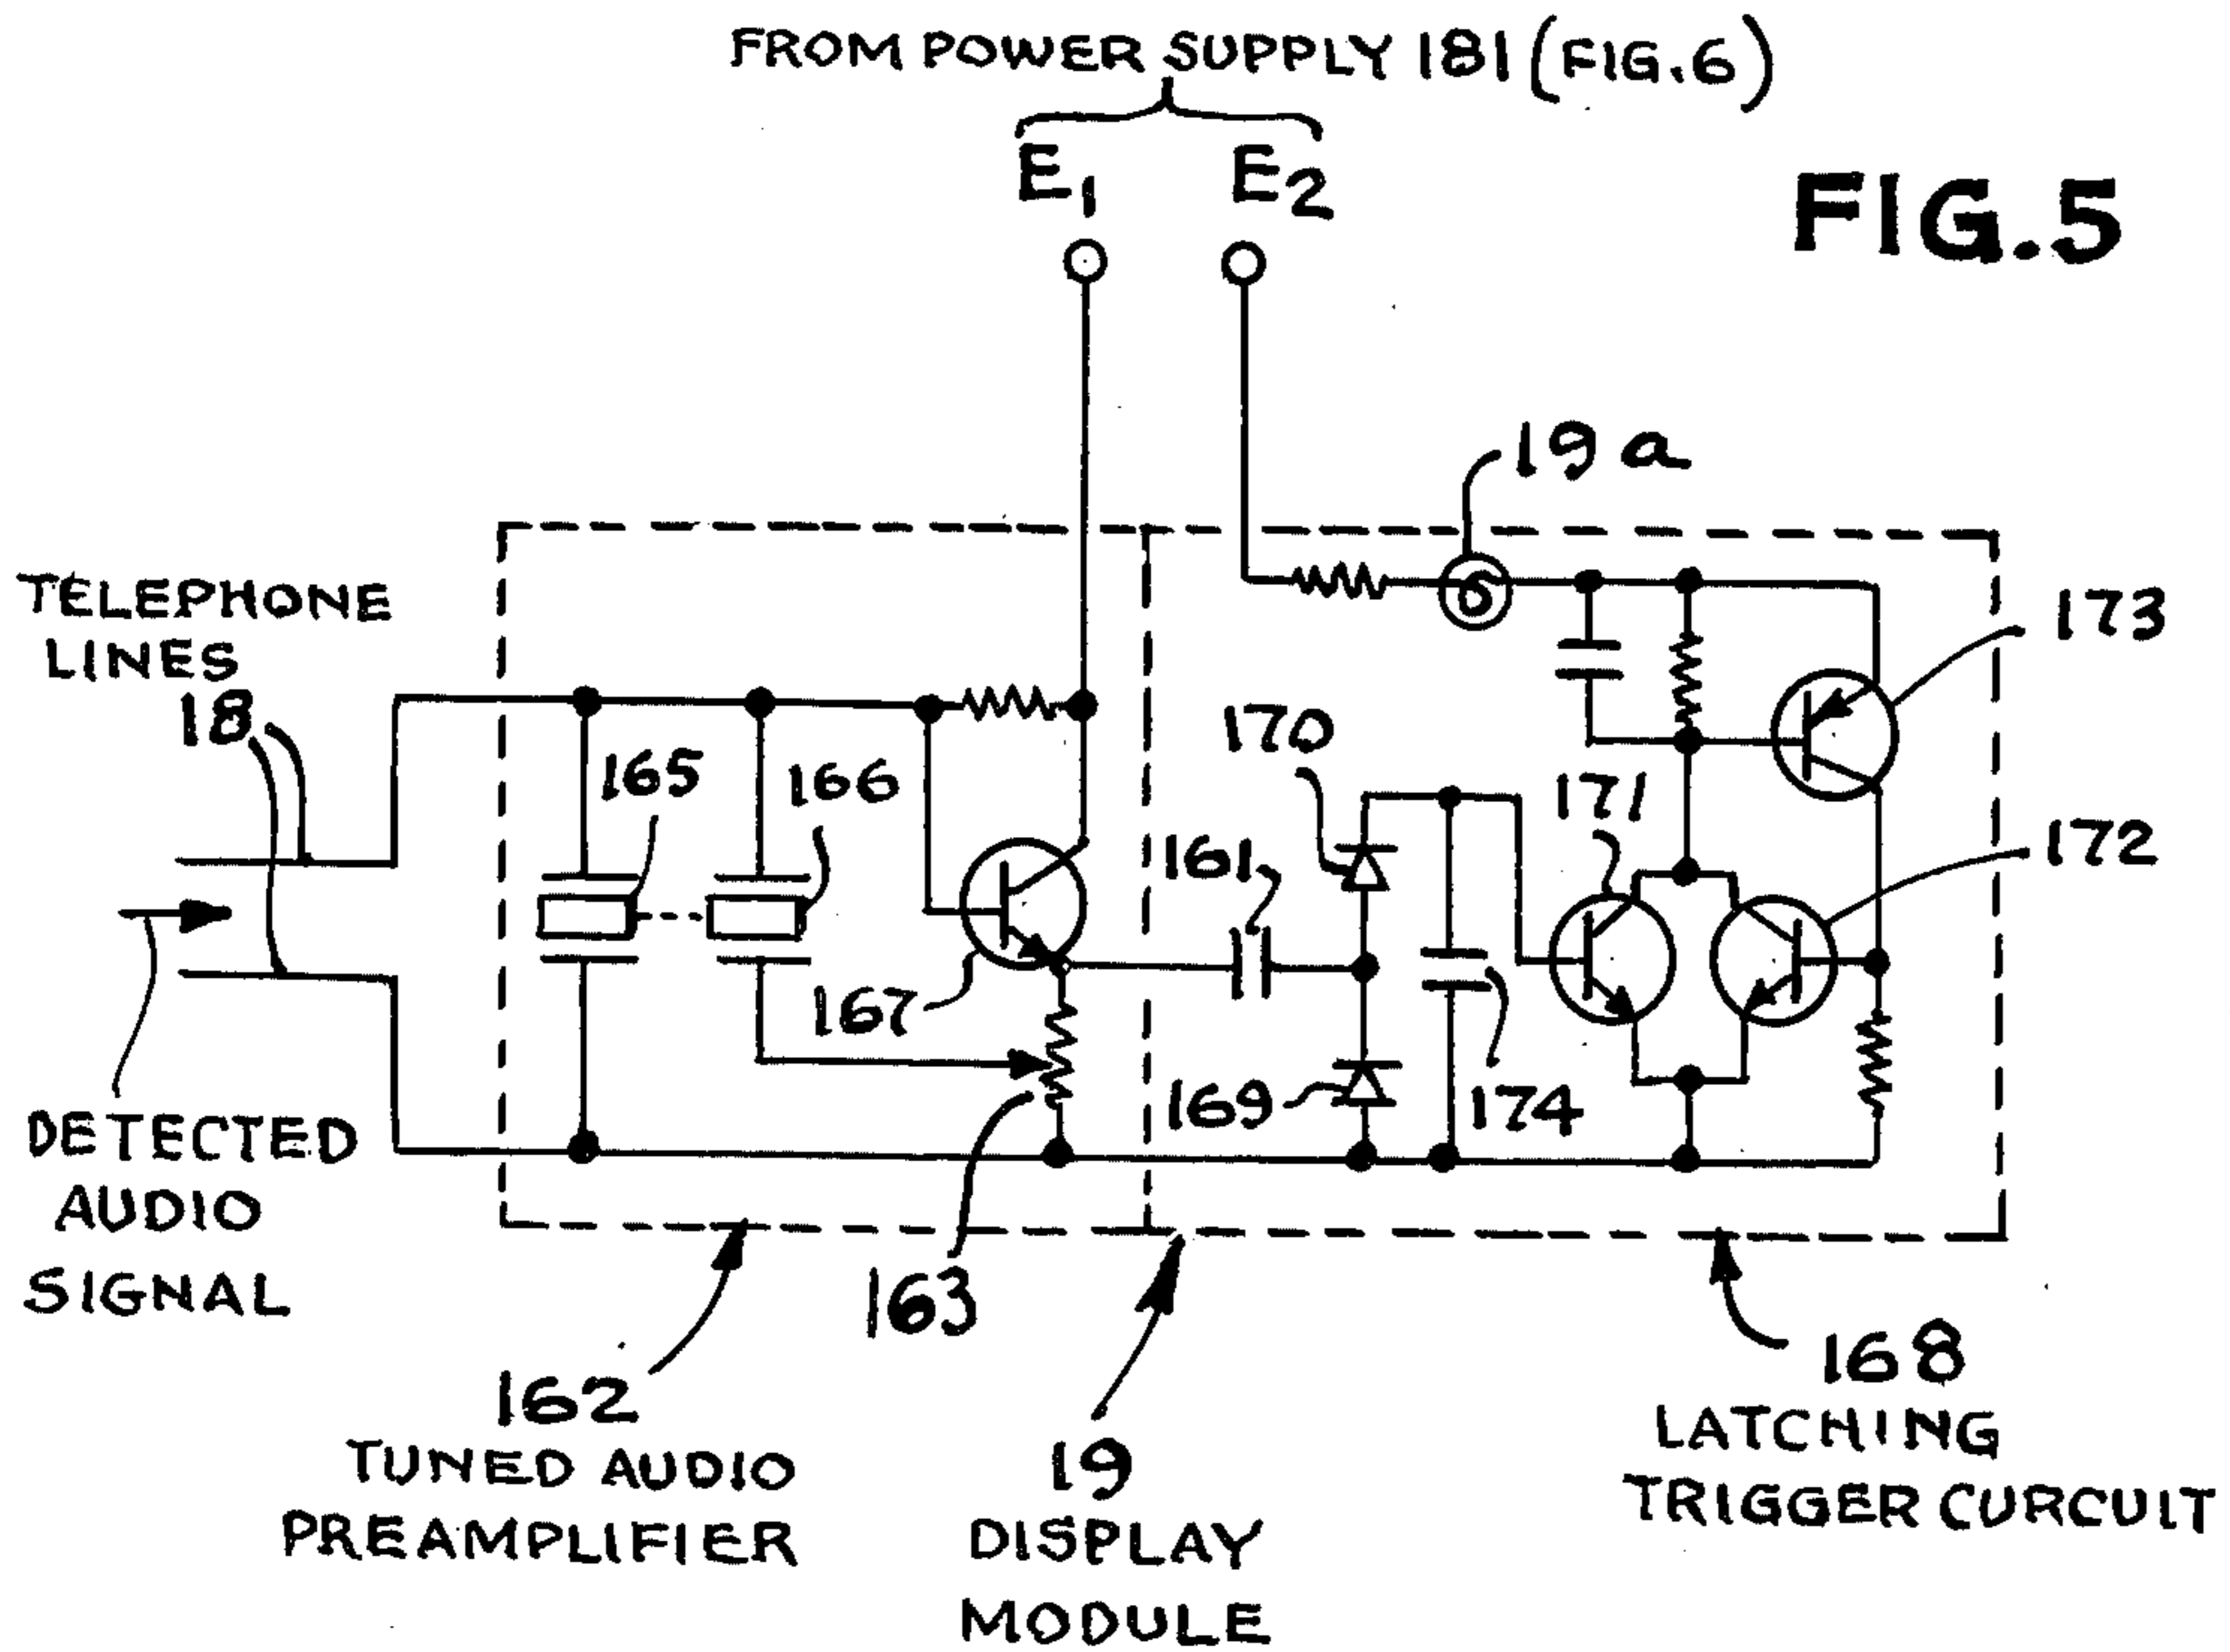 FROM POWER SUPPLY 181 (FIG. 6)
E1 E2
FIG. 5
19a
TELEPHONE
LINES
18
173
170
165
166
171
161
172
167
169
174
DETECTED
AUDIO
SIGNAL
163
162
TUNED AUDIO
PREAMPLIFIER
19
DISPLAY
MODULE
168
LATCHING
TRIGGER CURCUIT